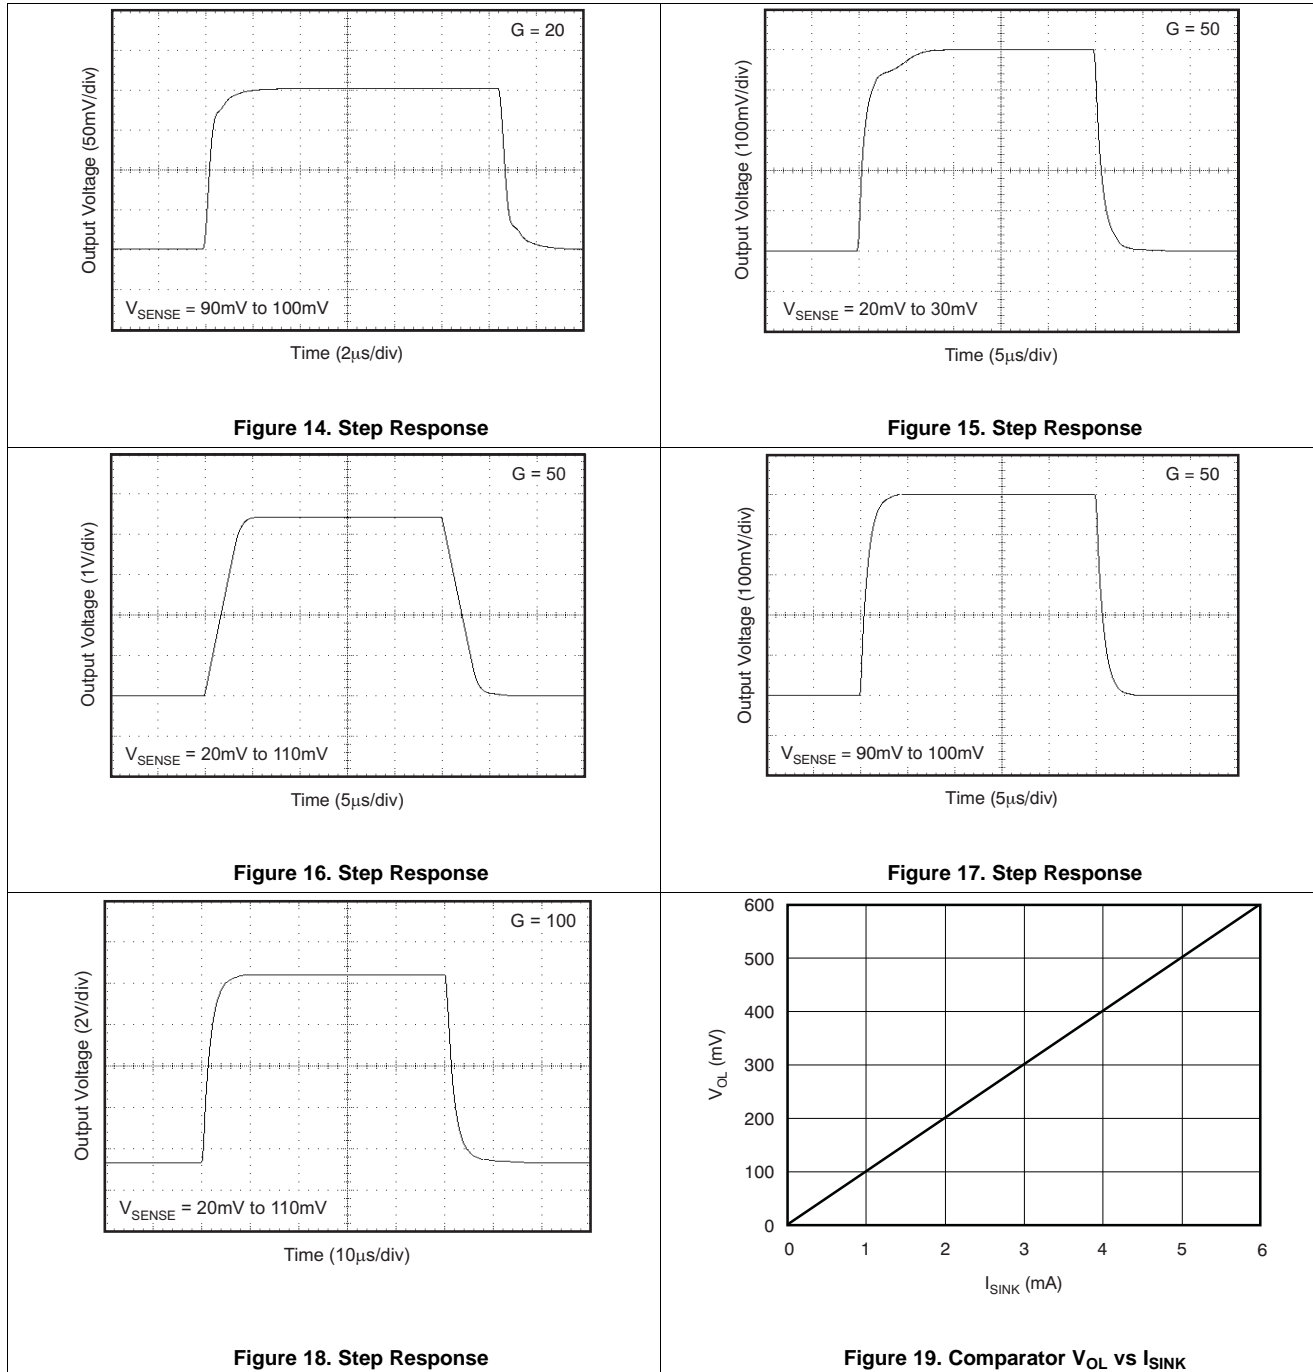 G = 20
Output Voltage (50mV/div)
V_SENSE = 90mV to 100mV
Time (2μs/div)
Figure 14. Step Response
G = 50
Output Voltage (100mV/div)
V_SENSE = 20mV to 30mV
Time (5μs/div)
Figure 15. Step Response
G = 50
Output Voltage (1V/div)
V_SENSE = 20mV to 110mV
Time (5μs/div)
Figure 16. Step Response
G = 50
Output Voltage (100mV/div)
V_SENSE = 90mV to 100mV
Time (5μs/div)
Figure 17. Step Response
G = 100
Output Voltage (2V/div)
V_SENSE = 20mV to 110mV
Time (10μs/div)
Figure 18. Step Response
600
500
400
300
200
100
0
V_OL (mV)
0 1 2 3 4 5 6
I_SINK (mA)
Figure 19. Comparator V_OL vs I_SINK